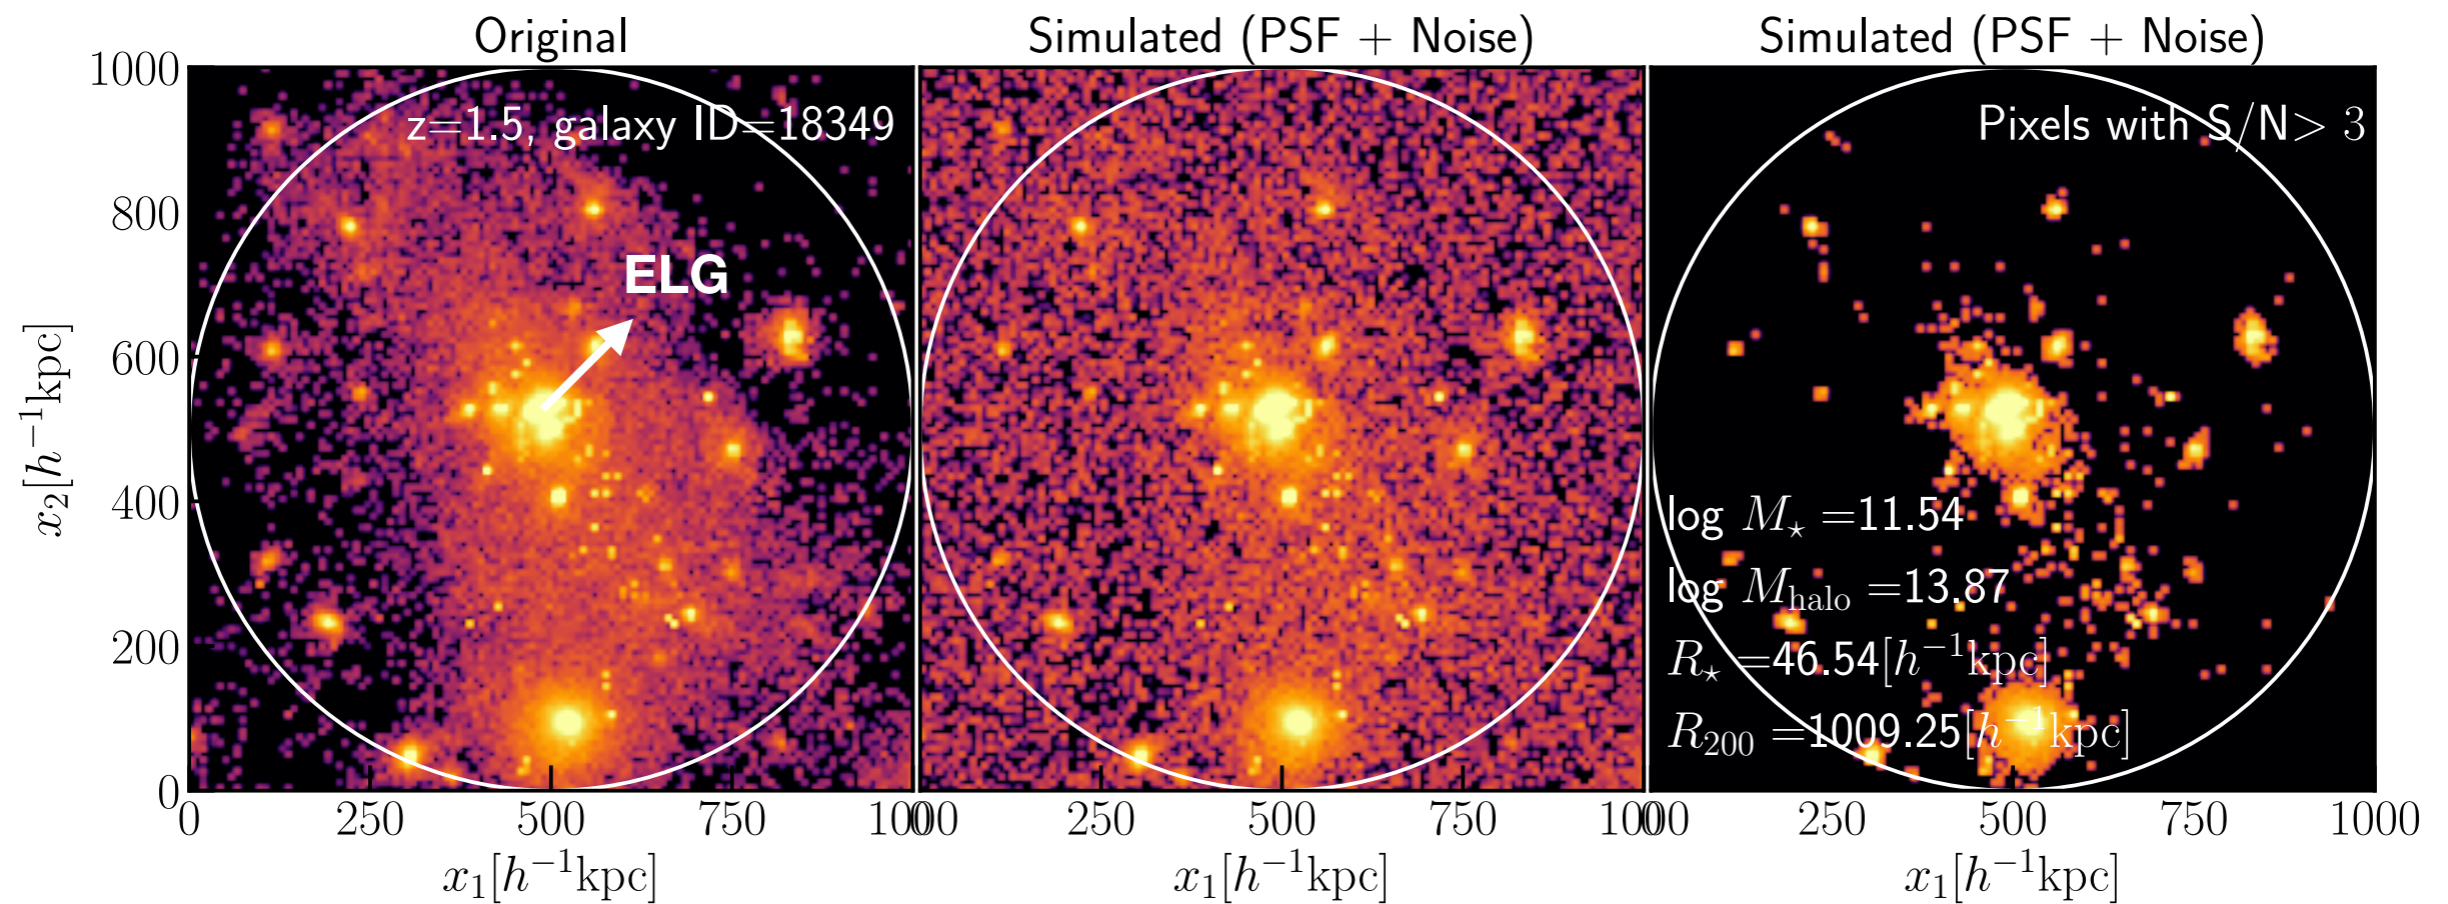 Original
Simulated (PSF + Noise)
Simulated (PSF + Noise)
z=1.5, galaxy ID=18349
Pixels with S/N> 3
ELG
log M⋆ =11.54
log M_halo =13.87
R⋆ =46.54[h⁻¹kpc]
R₂₀₀ =1009.25[h⁻¹kpc]
1000
800
600
400
200
0
x₂[h⁻¹kpc]
0 250 500 750 1000
0 250 500 750 1000
0 250 500 750 1000
x₁[h⁻¹kpc]
x₁[h⁻¹kpc]
x₁[h⁻¹kpc]